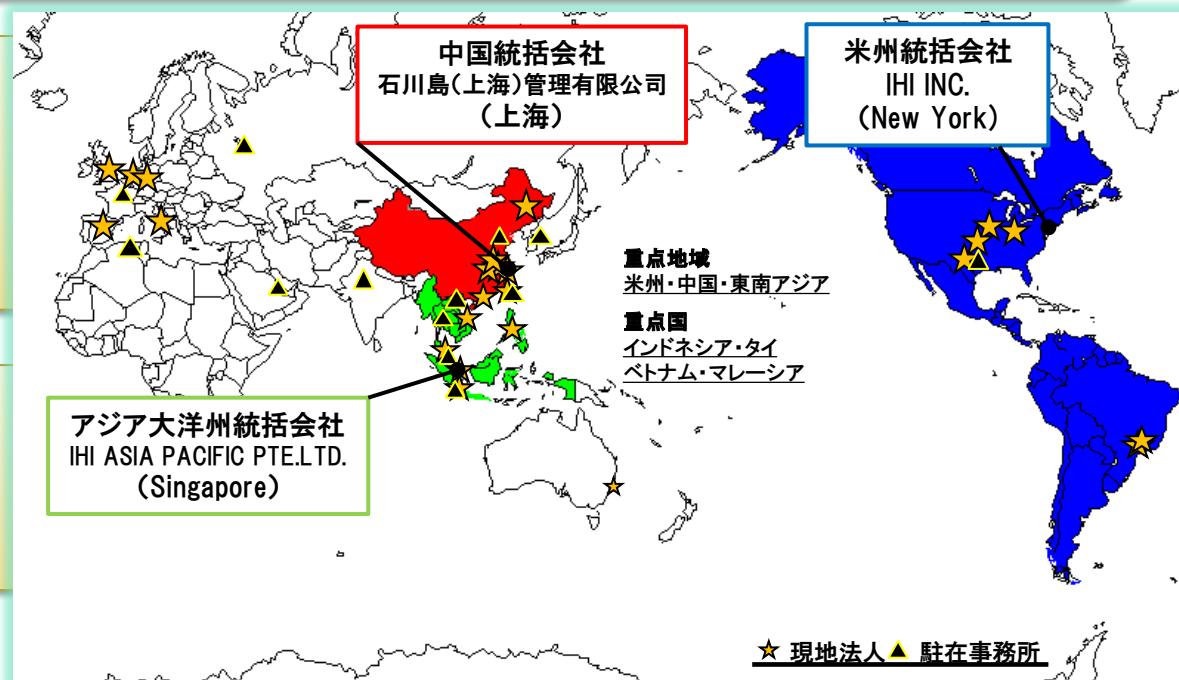 中国統括会社
石川島(上海)管理有限公司
(上海)
米州統括会社
IHI INC.
(New York)
重点地域
米州・中国・東南アジア
重点国
インドネシア・タイ
ベトナム・マレーシア
アジア大洋州統括会社
IHI ASIA PACIFIC PTE.LTD.
(Singapore)
現地法人 駐在事務所